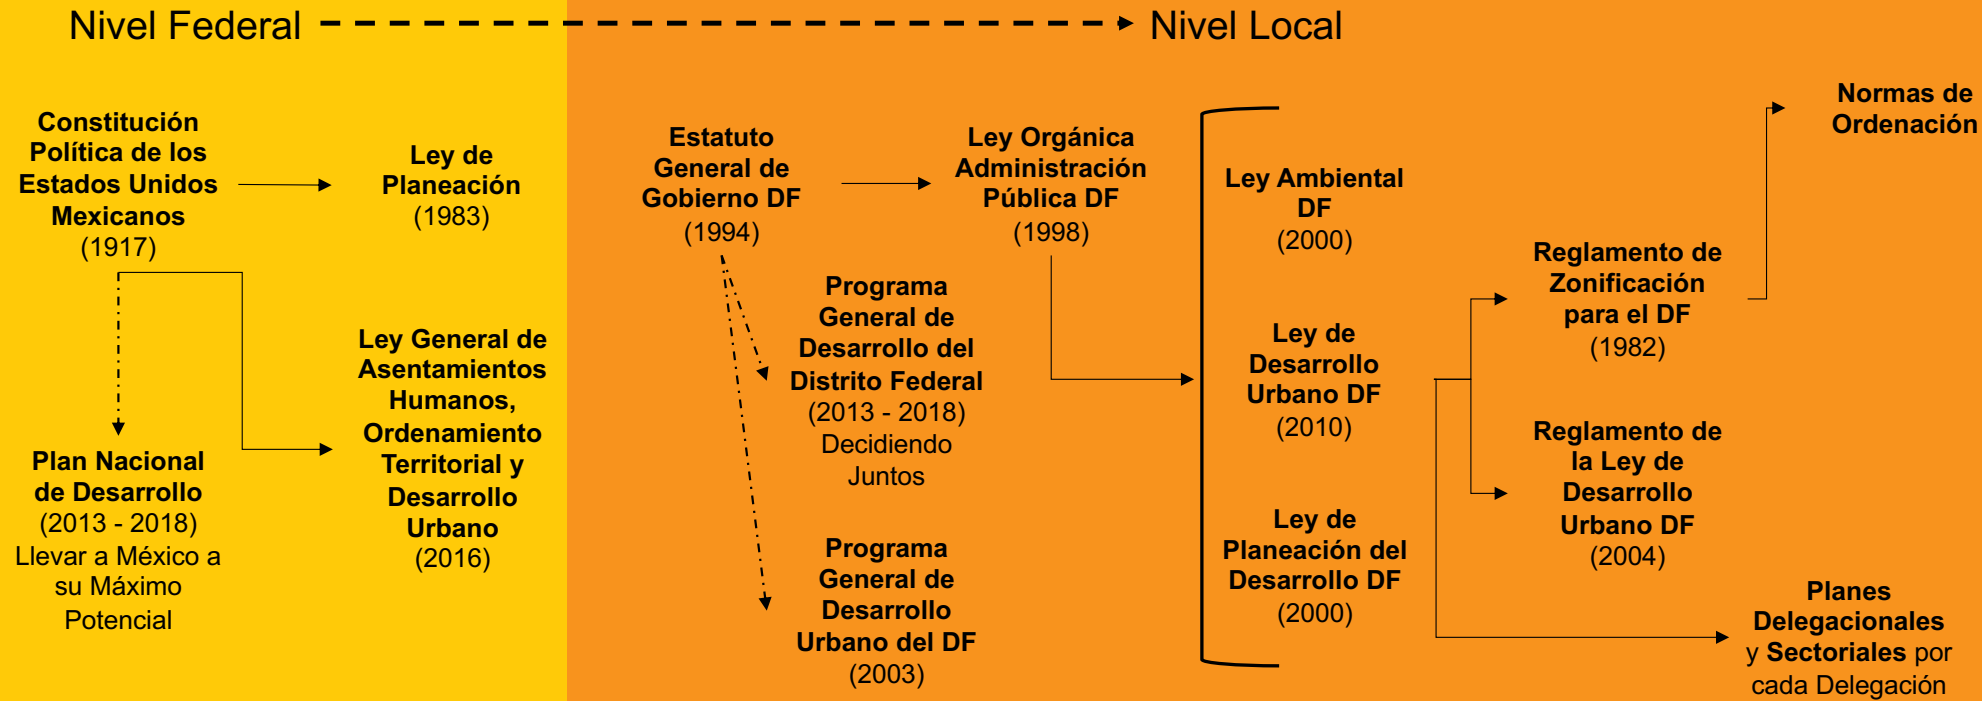 Nivel Federal
Nivel Local
Constitución
Política de los
Estados Unidos
Mexicanos
(1917)
Ley de
Planeación
(1983)
Plan Nacional
de Desarrollo
(2013 - 2018)
Llevar a México a
su Máximo
Potencial
Ley General de
Asentamientos
Humanos,
Ordenamiento
Territorial y
Desarrollo
Urbano
(2016)
Estatuto
General de
Gobierno DF
(1994)
Ley Orgánica
Administración
Pública DF
(1998)
Programa
General de
Desarrollo del
Distrito Federal
(2013 - 2018)
Decidiendo
Juntos
Programa
General de
Desarrollo
Urbano del DF
(2003)
Ley Ambiental
DF
(2000)
Ley de
Desarrollo
Urbano DF
(2010)
Ley de
Planeación del
Desarrollo DF
(2000)
Reglamento de
Zonificación
para el DF
(1982)
Reglamento de
la Ley de
Desarrollo
Urbano DF
(2004)
Normas de
Ordenación
Planes
Delegacionales
y Sectoriales por
cada Delegación